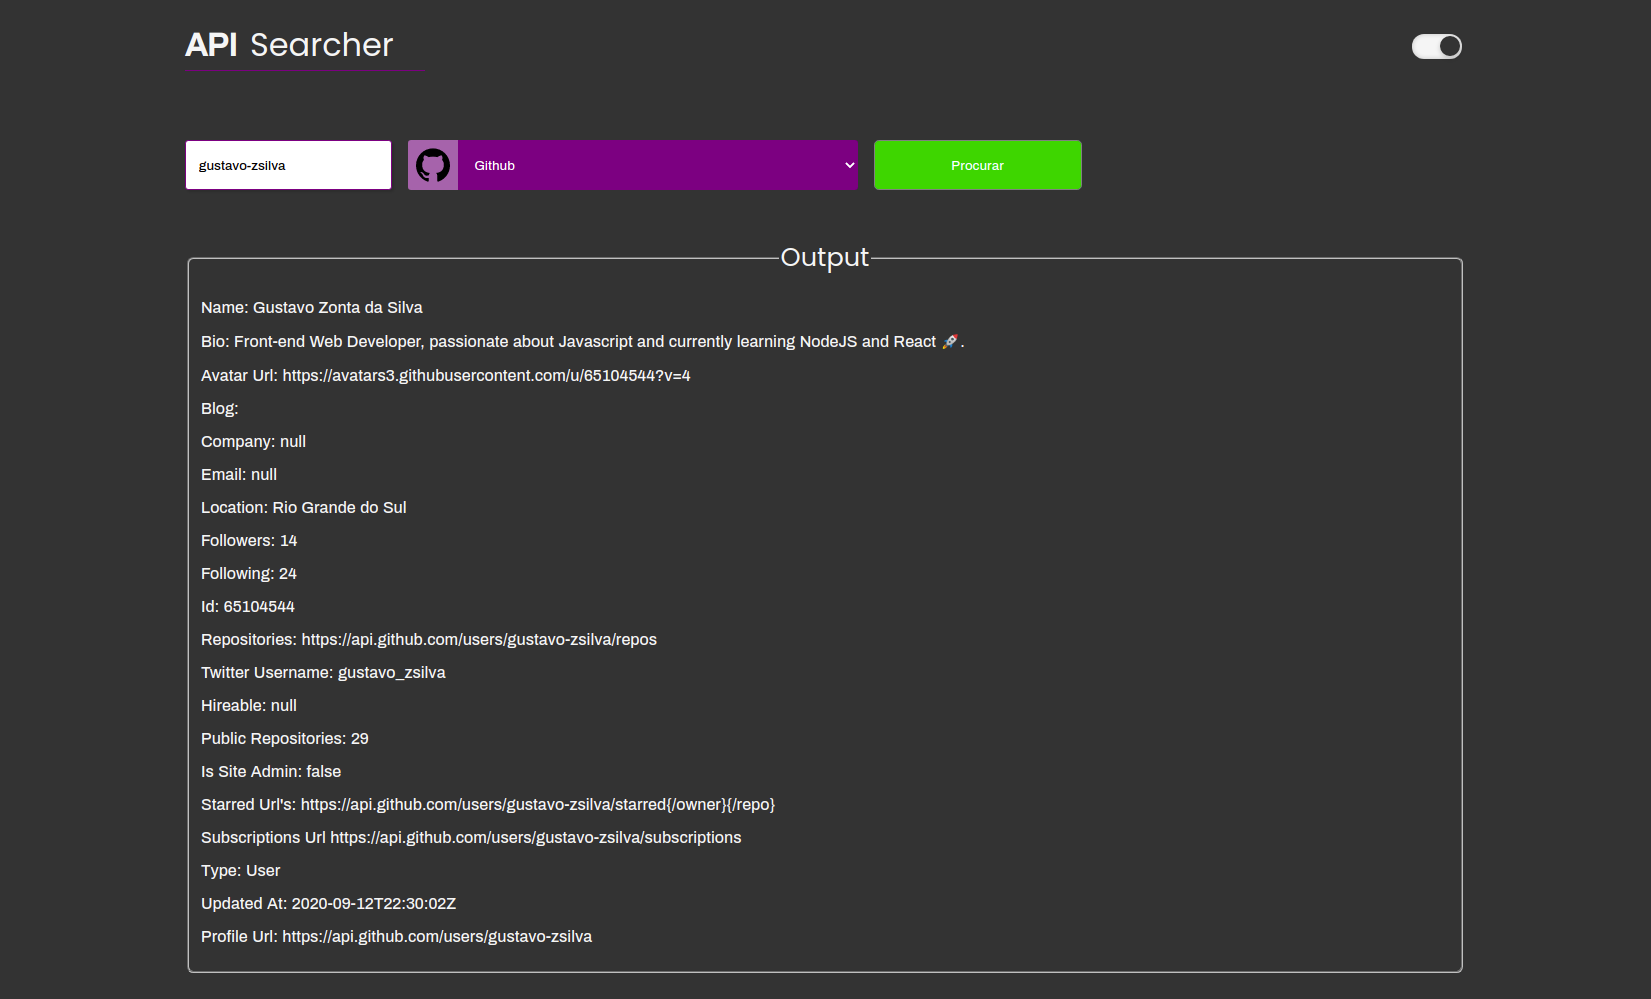 API Searcher
gustavo-zsilva
Github
Procurar
Output
Name: Gustavo Zonta da Silva
Bio: Front-end Web Developer, passionate about Javascript and currently learning NodeJS and React 🚀.
Avatar Url: https://avatars3.githubusercontent.com/u/65104544?v=4
Blog:
Company: null
Email: null
Location: Rio Grande do Sul
Followers: 14
Following: 24
Id: 65104544
Repositories: https://api.github.com/users/gustavo-zsilva/repos
Twitter Username: gustavo_zsilva
Hireable: null
Public Repositories: 29
Is Site Admin: false
Starred Url's: https://api.github.com/users/gustavo-zsilva/starred{/owner}{/repo}
Subscriptions Url https://api.github.com/users/gustavo-zsilva/subscriptions
Type: User
Updated At: 2020-09-12T22:30:02Z
Profile Url: https://api.github.com/users/gustavo-zsilva